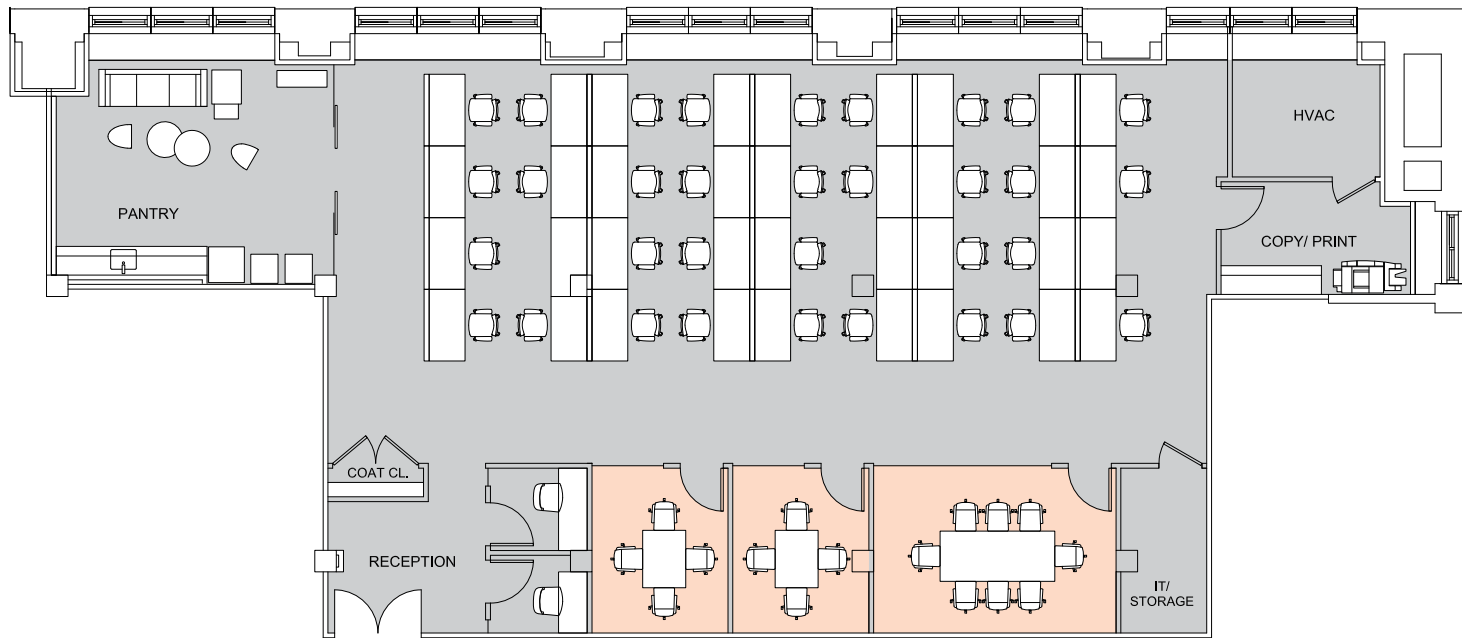 HVAC
PANTRY
COPY/ PRINT
COAT CL.
RECEPTION
IT/
STORAGE